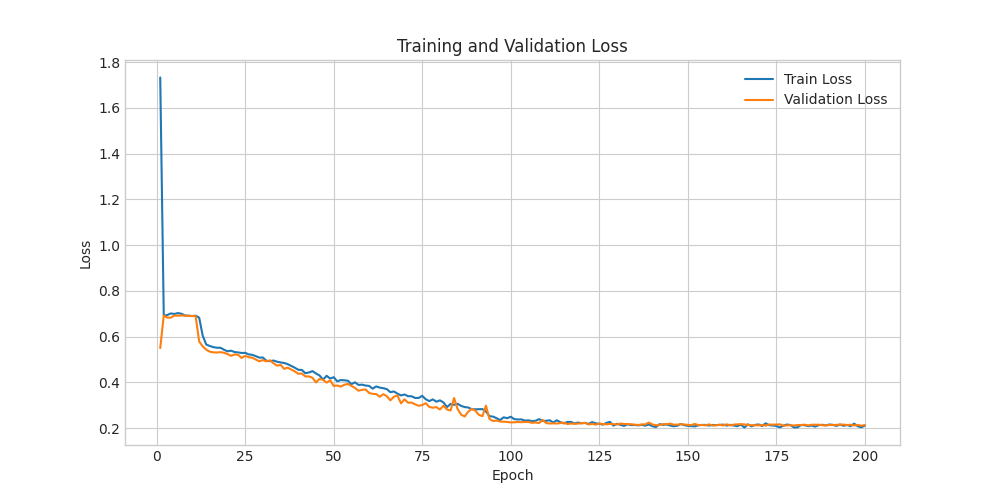 Training and Validation Loss
Train Loss
Validation Loss
Loss
1.8
1.6
1.4
1.2
1.0
0.8
0.6
0.4
0.2
0 25 50 75 100 125 150 175 200
Epoch